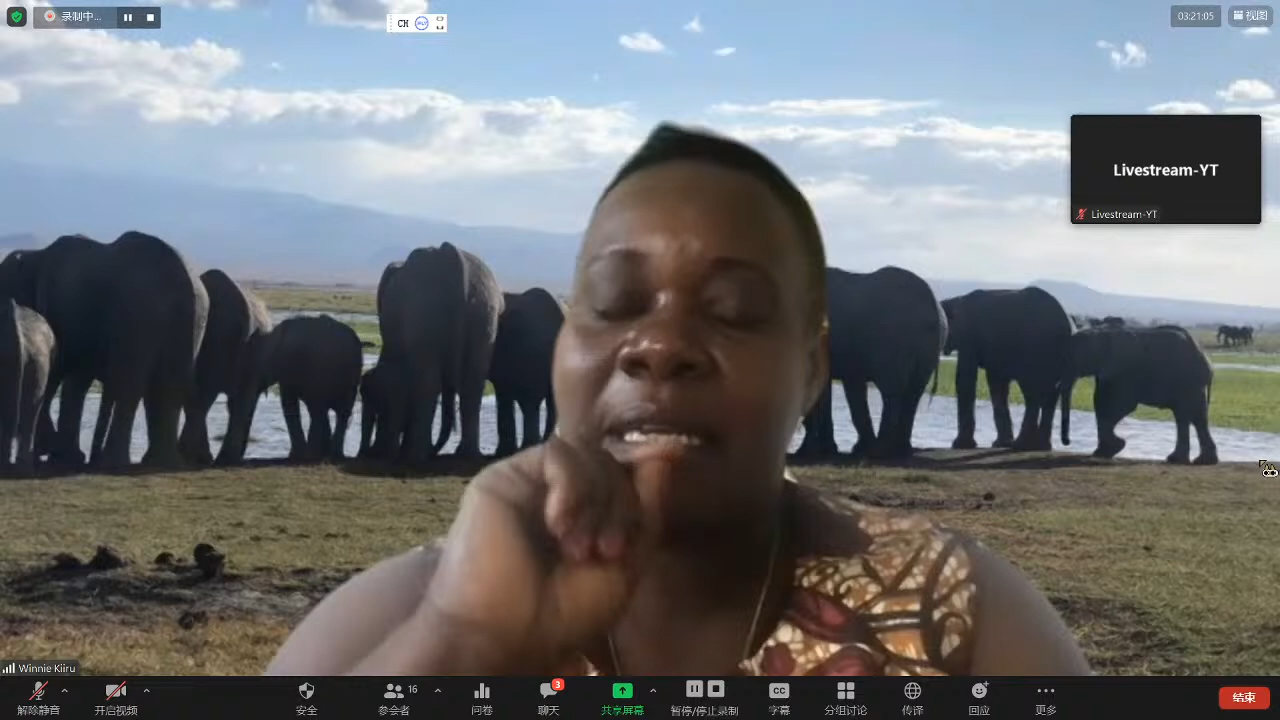 录制中...
CH
03:21:05
视图
Livestream-YT
Livestream-YT
Winnie Kiiru
解除静音
开启视频
安全
16
参会者
问卷
3
聊天
共享屏幕
暂停/停止录制
CC
字幕
分组讨论
传译
回应
更多
结束